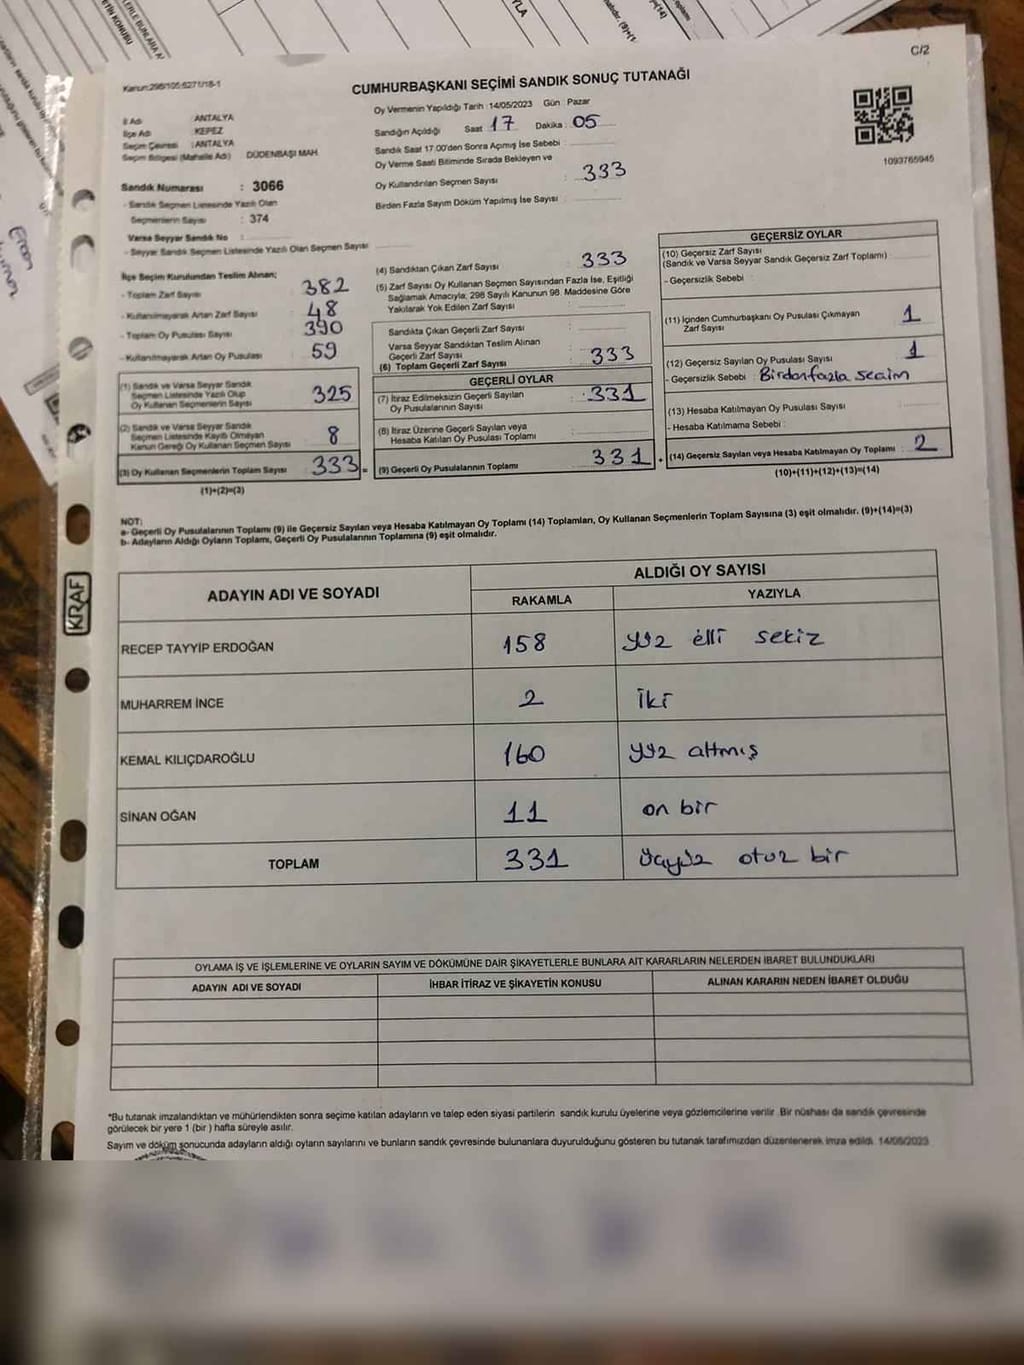 C/2
Kanun:298/105:6271/18-1
CUMHURBAŞKANI SEÇİMİ SANDIK SONUÇ TUTANAĞI
İl Adı : ANTALYA
İlçe Adı : KEPEZ
Seçim Çevresi : ANTALYA
Seçim Bölgesi (Mahalle Adı) : DÜDENBAŞI MAH.
Sandık Numarası : 3066
- Sandık Seçmen Listesinde Yazılı Olan
Seçmenlerin Sayısı : 374
Varsa Seyyar Sandık No :
- Seyyar Sandık Seçmen Listesinde Yazılı Olan Seçmen Sayısı
Oy Vermenin Yapıldığı Tarih : 14/05/2023 Gün : Pazar
Sandığın Açıldığı Saat : 17 Dakika : 05
Sandık Saat 17:00'den Sonra Açımış İse Sebebi :
Oy Verme Saati Bitiminde Sırada Bekleyen ve
Oy Kullandırılan Seçmen Sayısı : 333
Birden Fazla Sayım Döküm Yapılmış İse Sayısı :
1093765945
İlçe Seçim Kurulundan Teslim Alınan;
- Toplam Zarf Sayısı : 382
- Kullanılmayarak Artan Zarf Sayısı : 48
- Toplam Oy Pusulası Sayısı : 390
- Kullanılmayarak Artan Oy Pusulası : 59
(1) Sandık ve Varsa Seyyar Sandık
Seçmen Listesinde Yazılı Olup
Oy Kullanan Seçmenlerin Sayısı : 325
(2) Sandık ve Varsa Seyyar Sandık
Seçmen Listesinde Kayıtlı Olmayan
Kanun Gereği Oy Kullanan Seçmen Sayısı : 8
(3) Oy Kullanan Seçmenlerin Toplam Sayısı : 333 =
(1)+(2)=(3)
(4) Sandıktan Çıkan Zarf Sayısı : 333
(5) Zarf Sayısı Oy Kullanan Seçmen Sayısından Fazla İse, Eşitliği
Sağlamak Amacıyla, 298 Sayılı Kanunun 98. Maddesine Göre
Yakılarak Yok Edilen Zarf Sayısı :
Sandıkta Çıkan Geçerli Zarf Sayısı :
Varsa Seyyar Sandıktan Teslim Alınan
Geçerli Zarf Sayısı :
(6) Toplam Geçerli Zarf Sayısı : 333
GEÇERLİ OYLAR
(7) İtiraz Edilmeksizin Geçerli Sayılan
Oy Pusulalarının Sayısı : 331
(8) İtiraz Üzerine Geçerli Sayılan veya
Hesaba Katılan Oy Pusulası Toplamı :
(9) Geçerli Oy Pusulalarının Toplamı : 331 +
GEÇERSİZ OYLAR
(10) Geçersiz Zarf Sayısı
(Sandık ve Varsa Seyyar Sandık Geçersiz Zarf Toplamı)
- Geçersizlik Sebebi :
(11) İçinden Cumhurbaşkanı Oy Pusulası Çıkmayan
Zarf Sayısı : 1
(12) Geçersiz Sayılan Oy Pusulası Sayısı : 1
- Geçersizlik Sebebi : Birden fazla seçim
(13) Hesaba Katılmayan Oy Pusulası Sayısı :
- Hesaba Katılmama Sebebi :
(14) Geçersiz Sayılan veya Hesaba Katılmayan Oy Toplamı : 2
(10)+(11)+(12)+(13)=(14)
NOT:
a- Geçerli Oy Pusulalarının Toplamı (9) ile Geçersiz Sayılan veya Hesaba Katılmayan Oy Toplamı (14) Toplamları, Oy Kullanan Seçmenlerin Toplam Sayısına (3) eşit olmalıdır. (9)+(14)=(3)
b- Adayların Aldığı Oyların Toplamı, Geçerli Oy Pusulalarının Toplamına (9) eşit olmalıdır.
ADAYIN ADI VE SOYADI
ALDIĞI OY SAYISI
RAKAMLA YAZIYLA
RECEP TAYYİP ERDOĞAN 158 yüz elli sekiz
MUHARREM İNCE 2 iki
KEMAL KILIÇDAROĞLU 160 yüz altmış
SİNAN OĞAN 11 on bir
TOPLAM 331 üçyüz otuz bir
OYLAMA İŞ VE İŞLEMLERİNE VE OYLARIN SAYIM VE DÖKÜMÜNE DAİR ŞİKAYETLERLE BUNLARA AİT KARARLARIN NELERDEN İBARET BULUNDUKLARI
ADAYIN ADI VE SOYADI İHBAR İTİRAZ VE ŞİKAYETİN KONUSU ALINAN KARARIN NEDEN İBARET OLDUĞU
*Bu tutanak imzalandıktan ve mühürlendikten sonra seçime katılan adayların ve talep eden siyasi partilerin sandık kurulu üyelerine veya gözlemcilerine verilir. Bir nüshası da sandık çevresinde
görülecek bir yere 1 (bir) hafta süreyle asılır.
Sayım ve döküm sonucunda adayların aldığı oyların sayılarını ve bunların sandık çevresinde bulunanlara duyurulduğunu gösteren bu tutanak tarafımızdan düzenlenerek imza edildi. 14/05/2023
KRAF